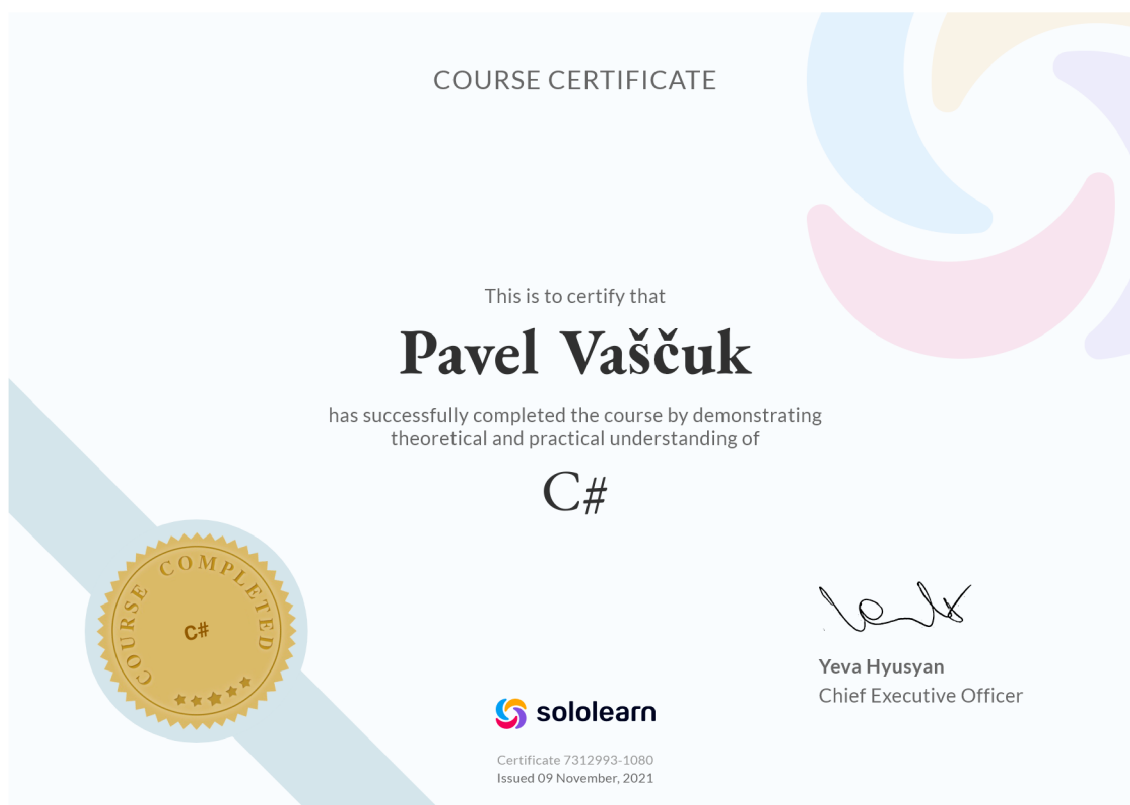 COURSE CERTIFICATE
This is to certify that
Pavel Vaščuk
has successfully completed the course by demonstrating
theoretical and practical understanding of
C#
COURSE COMPLETED
C#
Yeva Hyusyan
Chief Executive Officer
sololearn
Certificate 7312993-1080
Issued 09 November, 2021